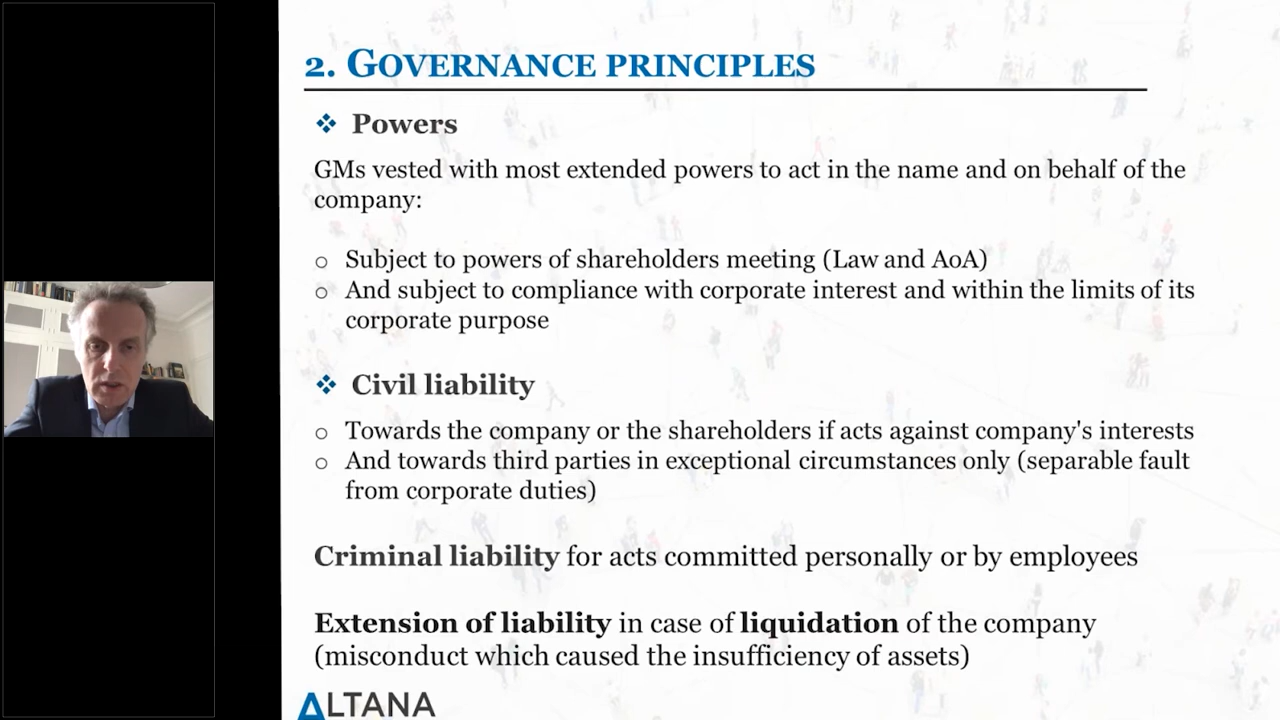 2. GOVERNANCE PRINCIPLES
❖ Powers
GMs vested with most extended powers to act in the name and on behalf of the
company:
o Subject to powers of shareholders meeting (Law and AoA)
o And subject to compliance with corporate interest and within the limits of its
corporate purpose
❖ Civil liability
o Towards the company or the shareholders if acts against company's interests
o And towards third parties in exceptional circumstances only (separable fault
from corporate duties)
Criminal liability for acts committed personally or by employees
Extension of liability in case of liquidation of the company
(misconduct which caused the insufficiency of assets)
ALTANA